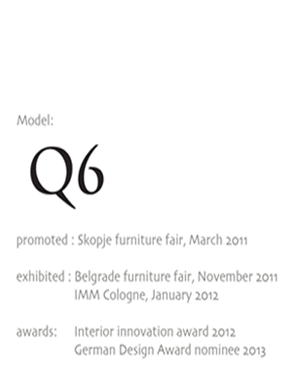 Model:
Q6
promoted : Skopje furniture fair, March 2011
exhibited : Belgrade furniture fair, November 2011
IMM Cologne, January 2012
awards: Interior innovation award 2012
German Design Award nominee 2013